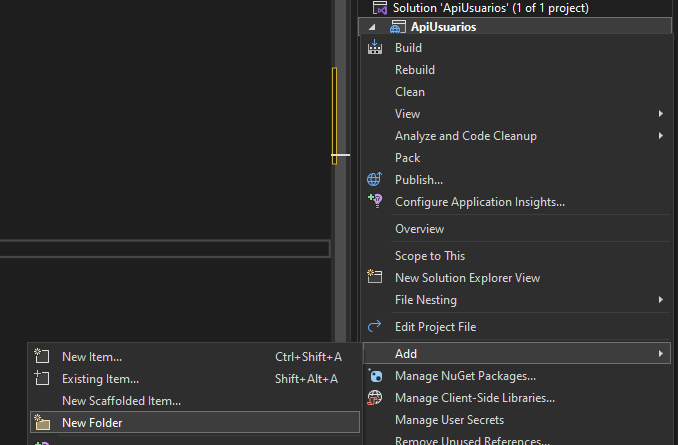 Solution 'ApiUsuarios' (1 of 1 project)
ApiUsuarios
Build
Rebuild
Clean
View
Analyze and Code Cleanup
Pack
Publish...
Configure Application Insights...
Overview
Scope to This
New Solution Explorer View
File Nesting
Edit Project File
Add
Manage NuGet Packages...
Manage Client-Side Libraries...
Manage User Secrets
Remove Unused References...
New Item... Ctrl+Shift+A
Existing Item... Shift+Alt+A
New Scaffolded Item...
New Folder